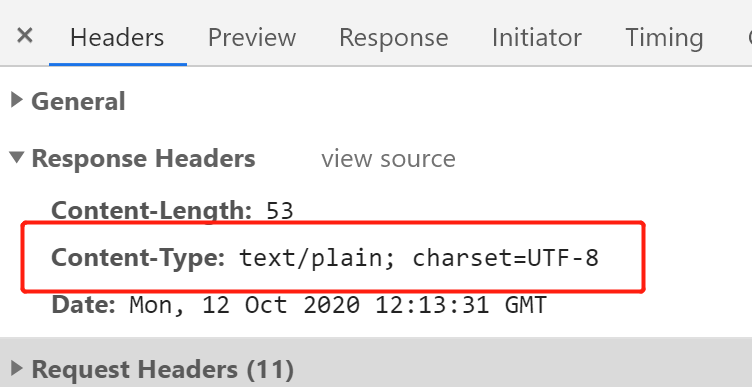 Headers Preview Response Initiator Timing
General
Response Headers view source
Content-Length: 53
Content-Type: text/plain; charset=UTF-8
Date: Mon, 12 Oct 2020 12:13:31 GMT
Request Headers (11)